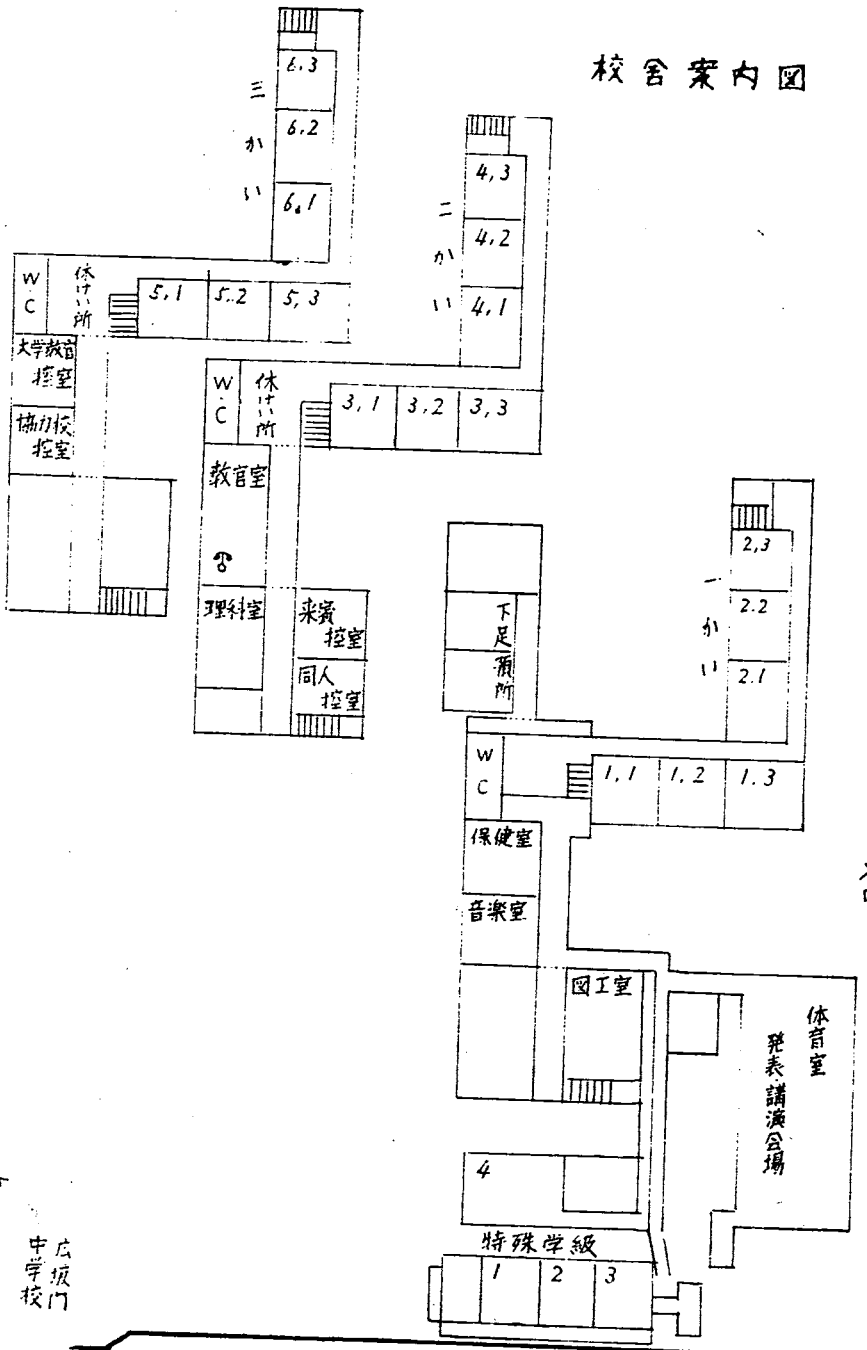 校舎案内図
三かい
6.3
6.2
6.1
W.C
休けい所
5,1
5.2
5,3
大学教官
控室
協力校
控室
二かい
4,3
4,2
4,1
W.C
休けい所
3,1
3,2
3,3
教官室
理科室
来賓
控室
同人
控室
一かい
2,3
2.2
2.1
下足預所
W
C
1,1
1,2
1.3
保健室
音楽室
図工室
体育室
発表・講演会場
4
特殊学級
1
2
3
広坂門
中学校